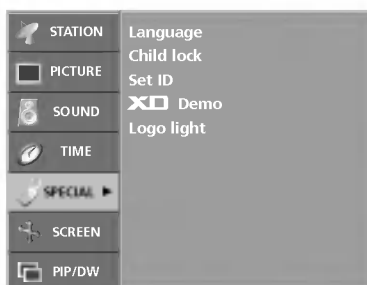 STATION
PICTURE
SOUND
TIME
SPECIAL
SCREEN
PIP/DW
Language
Child lock
Set ID
XD Demo
Logo light